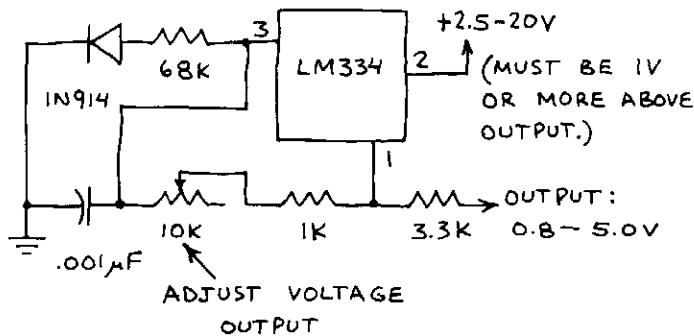 +2.5-20V
3
LM334
2
68K
(MUST BE 1V
OR MORE ABOVE
OUTPUT.)
1N914
1
OUTPUT:
0.8 - 5.0V
10K
1K
3.3K
.001µF
ADJUST VOLTAGE
OUTPUT